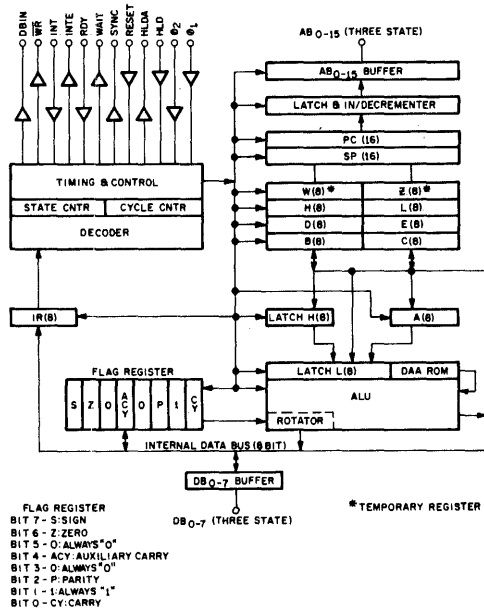 DBIN
WR
INT
INTE
RDY
WAIT
SYNC
RESET
HLDA
HLD
Ø2
Ø1
AB0-15 (THREE STATE)
AB0-15 BUFFER
LATCH & IN/DECREMENTER
PC (16)
SP (16)
TIMING & CONTROL
STATE CNTR CYCLE CNTR
DECODER
W(8)* Z(8)*
H(8) L(8)
D(8) E(8)
B(8) C(8)
IR(8) LATCH H(8) A(8)
FLAG REGISTER
S Z 0 ACY 0 P 1 CY
LATCH L(8) DAA ROM
ALU
ROTATOR
INTERNAL DATA BUS (8 BIT)
DB0-7 BUFFER
DB0-7 (THREE STATE)
* TEMPORARY REGISTER
FLAG REGISTER
BIT 7 - S:SIGN
BIT 6 - Z:ZERO
BIT 5 - 0:ALWAYS "0"
BIT 4 - ACY:AUXILIARY CARRY
BIT 3 - 0:ALWAYS "0"
BIT 2 - P:PARITY
BIT 1 - 1:ALWAYS "1"
BIT 0 - CY:CARRY